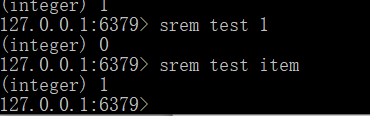 (integer) 1
127.0.0.1:6379> srem test 1
(integer) 0
127.0.0.1:6379> srem test item
(integer) 1
127.0.0.1:6379>